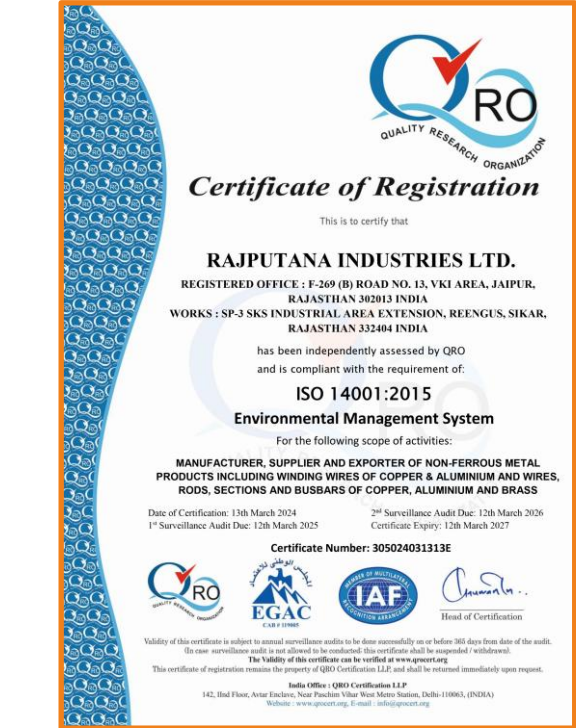 QRO
QUALITY RESEARCH ORGANIZATION
Certificate of Registration
This is to certify that
RAJPUTANA INDUSTRIES LTD.
REGISTERED OFFICE : F-269 (B) ROAD NO. 13, VKI AREA, JAIPUR,
RAJASTHAN 302013 INDIA
WORKS : SP-3 SKS INDUSTRIAL AREA EXTENSION, REENGUS, SIKAR,
RAJASTHAN 332404 INDIA
has been independently assessed by QRO
and is compliant with the requirement of:
ISO 14001:2015
Environmental Management System
For the following scope of activities:
MANUFACTURER, SUPPLIER AND EXPORTER OF NON-FERROUS METAL
PRODUCTS INCLUDING WINDING WIRES OF COPPER & ALUMINIUM AND WIRES,
RODS, SECTIONS AND BUSBARS OF COPPER, ALUMINIUM AND BRASS
Date of Certification: 13th March 2024
1st Surveillance Audit Due: 12th March 2025
2nd Surveillance Audit Due: 12th March 2026
Certificate Expiry: 12th March 2027
Certificate Number: 305024031313E
QRO
QUALITY RESEARCH ORGANIZATION
المجلس الوطني للاعتماد
EGAC
CAB # 119005
MEMBER OF MULTILATERAL
IAF
RECOGNITION ARRANGEMENT
Head of Certification
Validity of this certificate is subject to annual surveillance audits to be done successfully on or before 365 days from date of the audit.
(In case surveillance audit is not allowed to be conducted; this certificate shall be suspended / withdrawn).
The Validity of this certificate can be verified at www.qrocert.org
This certificate of registration remains the property of QRO Certification LLP, and shall be returned immediately upon request.
India Office : QRO Certification LLP
142, IInd Floor, Avtar Enclave, Near Paschim Vihar West Metro Station, Delhi-110063, (INDIA)
Website : www.qrocert.org, E-mail : info@qrocert.org